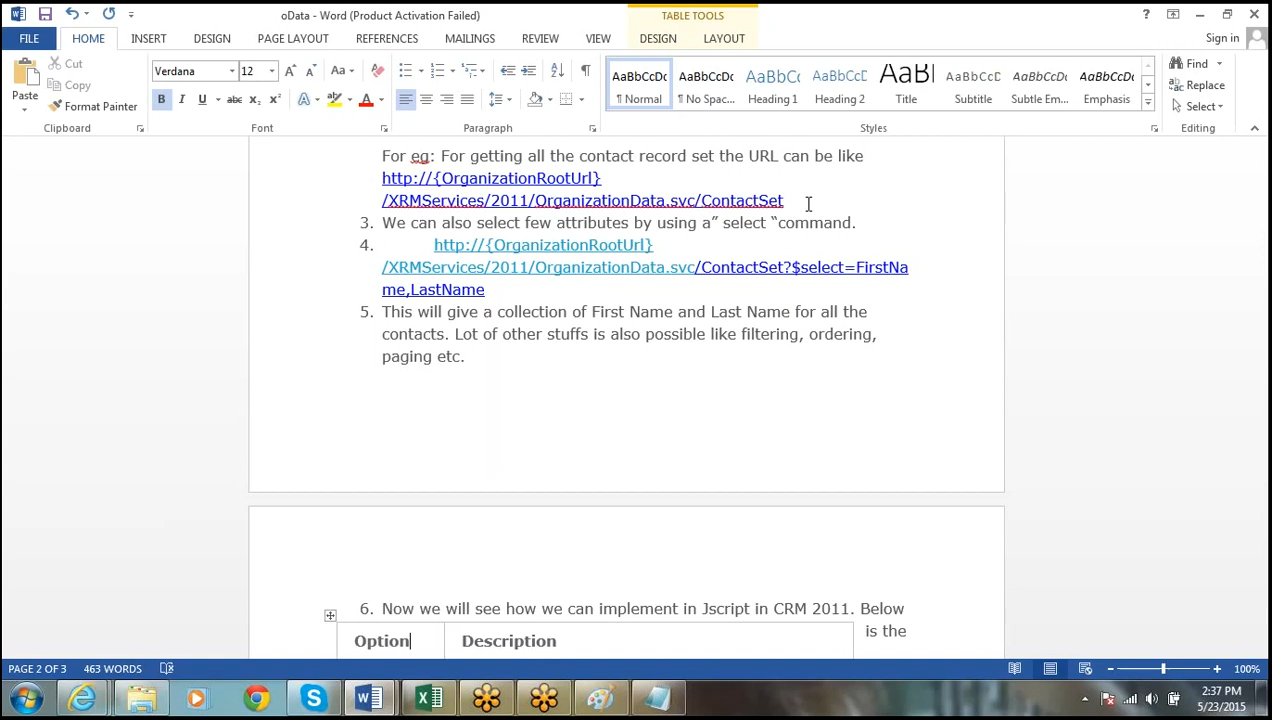 oData - Word (Product Activation Failed)
TABLE TOOLS
?
FILE HOME INSERT DESIGN PAGE LAYOUT REFERENCES MAILINGS REVIEW VIEW DESIGN LAYOUT Sign in
Paste
Cut
Copy
Format Painter
Clipboard
Verdana 12
Aa
B I U abc x₂ x² A A
Font
Paragraph
AaBbCcDc AaBbCcDc AaBbCc AaBbCcD AaBl AaBbCcD AaBbCcDc AaBbCcDc
¶ Normal ¶ No Spac... Heading 1 Heading 2 Title Subtitle Subtle Em... Emphasis
Styles
Find
Replace
Select
Editing
For eg: For getting all the contact record set the URL can be like
http://{OrganizationRootUrl}
/XRMServices/2011/OrganizationData.svc/ContactSet
3. We can also select few attributes by using a” select “command.
4. http://{OrganizationRootUrl}
/XRMServices/2011/OrganizationData.svc/ContactSet?$select=FirstNa
me,LastName
5. This will give a collection of First Name and Last Name for all the
contacts. Lot of other stuffs is also possible like filtering, ordering,
paging etc.
6. Now we will see how we can implement in Jscript in CRM 2011. Below
is the
Option Description
PAGE 2 OF 3 463 WORDS 100%
2:37 PM
5/23/2015